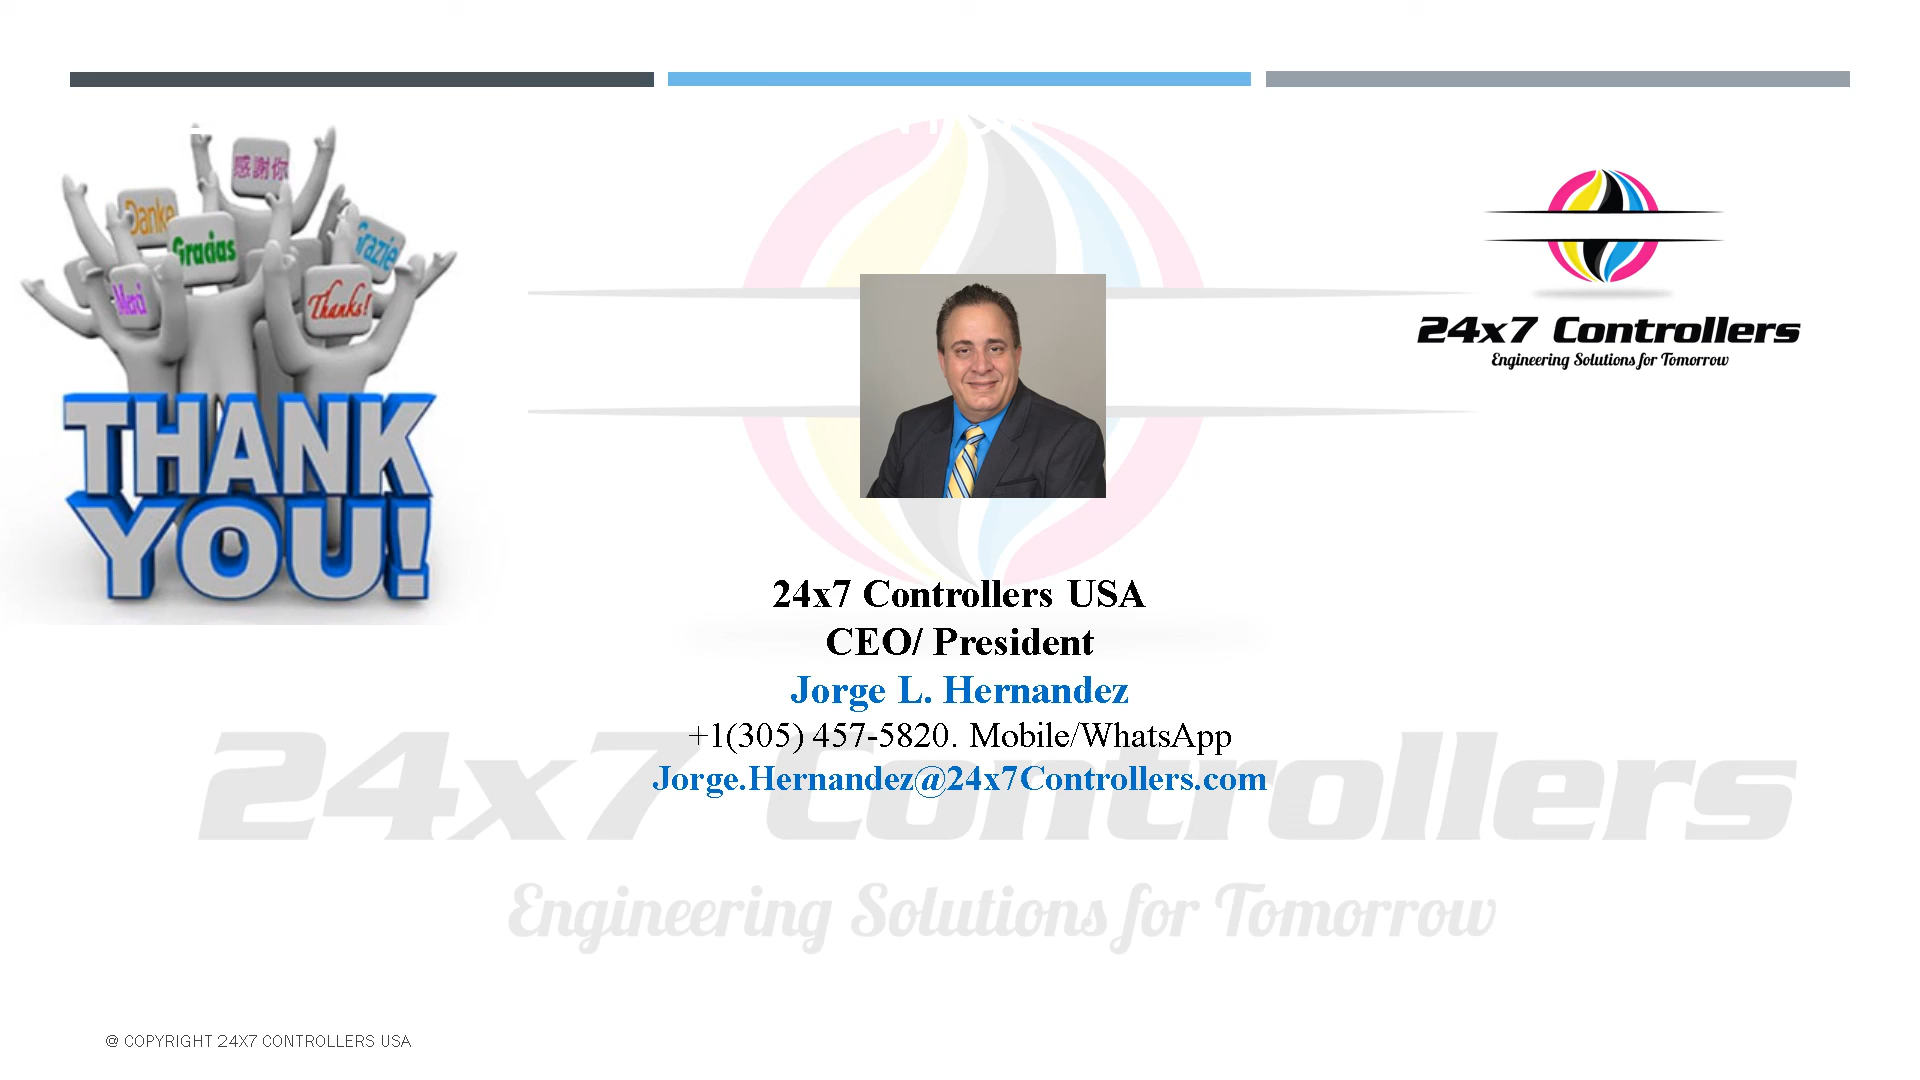 感謝你
Danke
Gracias
Grazie
Merci
Thanks!
THANK
YOU!
24x7 Controllers
Engineering Solutions for Tomorrow
24x7 Controllers USA
CEO/ President
Jorge L. Hernandez
+1(305) 457-5820. Mobile/WhatsApp
Jorge.Hernandez@24x7Controllers.com
24x7 Controllers
Engineering Solutions for Tomorrow
@ COPYRIGHT 24X7 CONTROLLERS USA